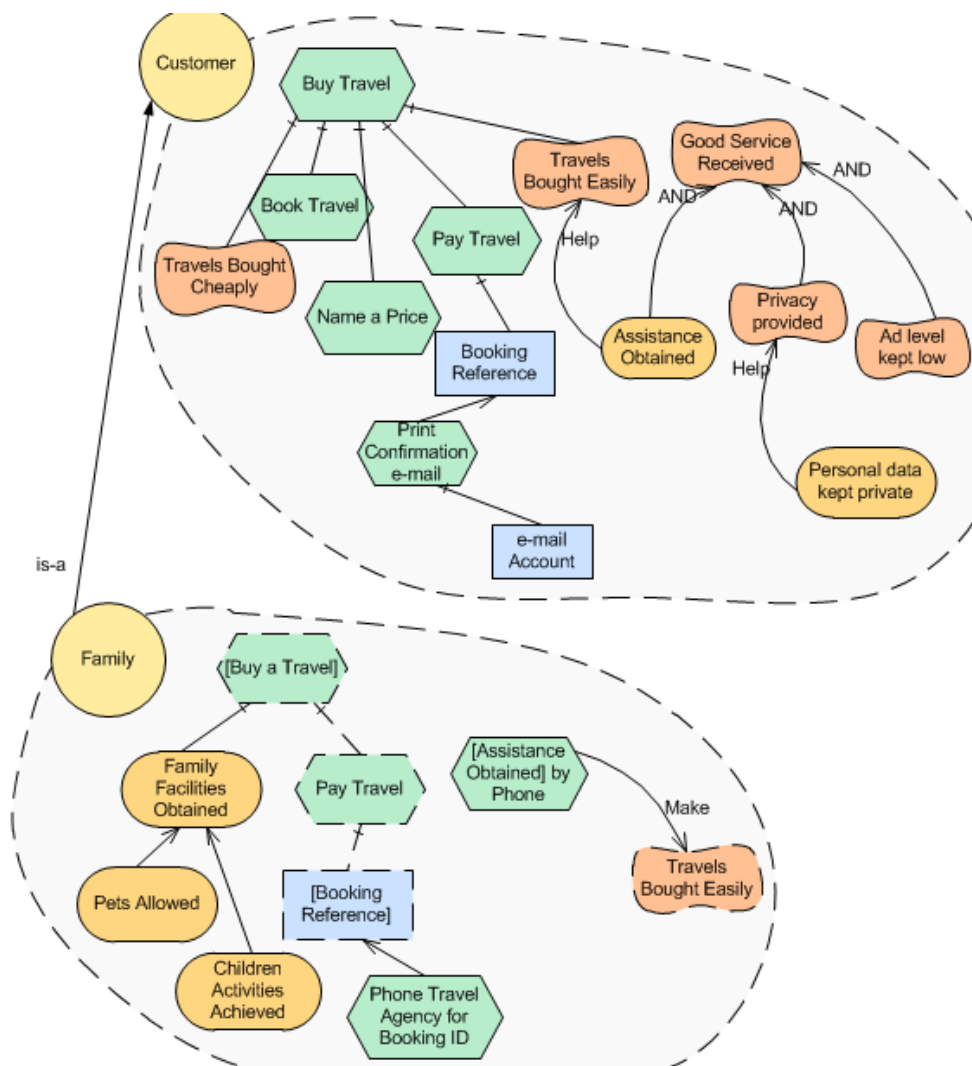 Customer
Buy Travel
Travels
Bought Easily
Good Service
Received
AND
AND
AND
Book Travel
Pay Travel
Help
Travels Bought
Cheaply
Name a Price
Privacy
provided
Assistance
Obtained
Ad level
kept low
Booking
Reference
Help
Print
Confirmation
e-mail
Personal data
kept private
e-mail
Account
is-a
Family
[Buy a Travel]
Family
Facilities
Obtained
Pay Travel
[Assistance
Obtained] by
Phone
Make
Travels
Bought Easily
Pets Allowed
[Booking
Reference]
Children
Activities
Achieved
Phone Travel
Agency for
Booking ID